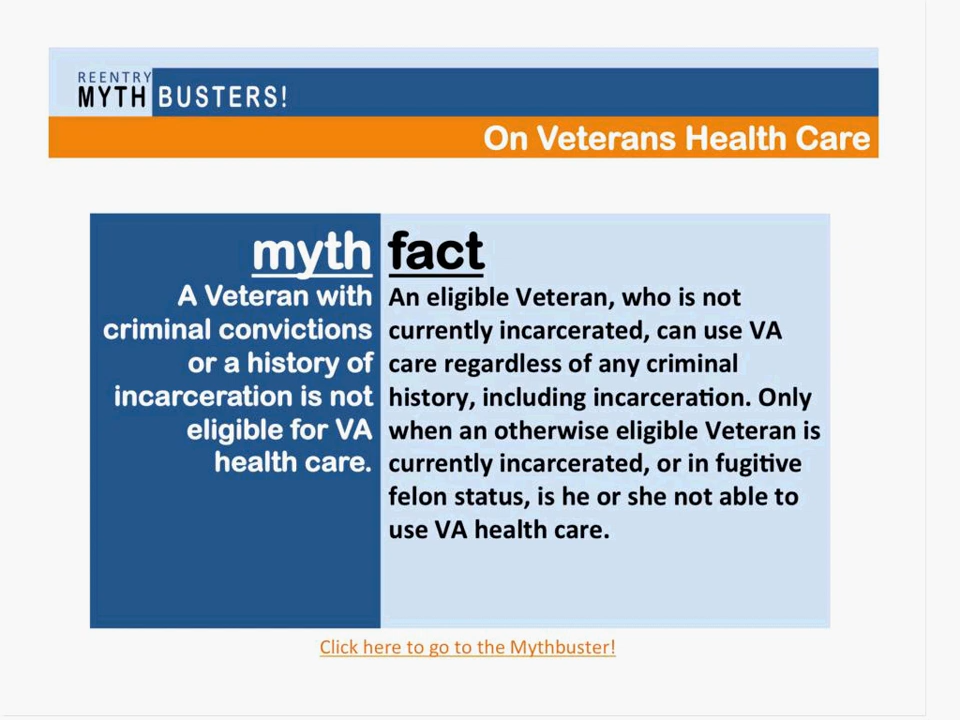 REENTRY
MYTH BUSTERS!
On Veterans Health Care
myth
A Veteran with
criminal convictions
or a history of
incarceration is not
eligible for VA
health care.
fact
An eligible Veteran, who is not
currently incarcerated, can use VA
care regardless of any criminal
history, including incarceration. Only
when an otherwise eligible Veteran is
currently incarcerated, or in fugitive
felon status, is he or she not able to
use VA health care.
Click here to go to the Mythbuster!